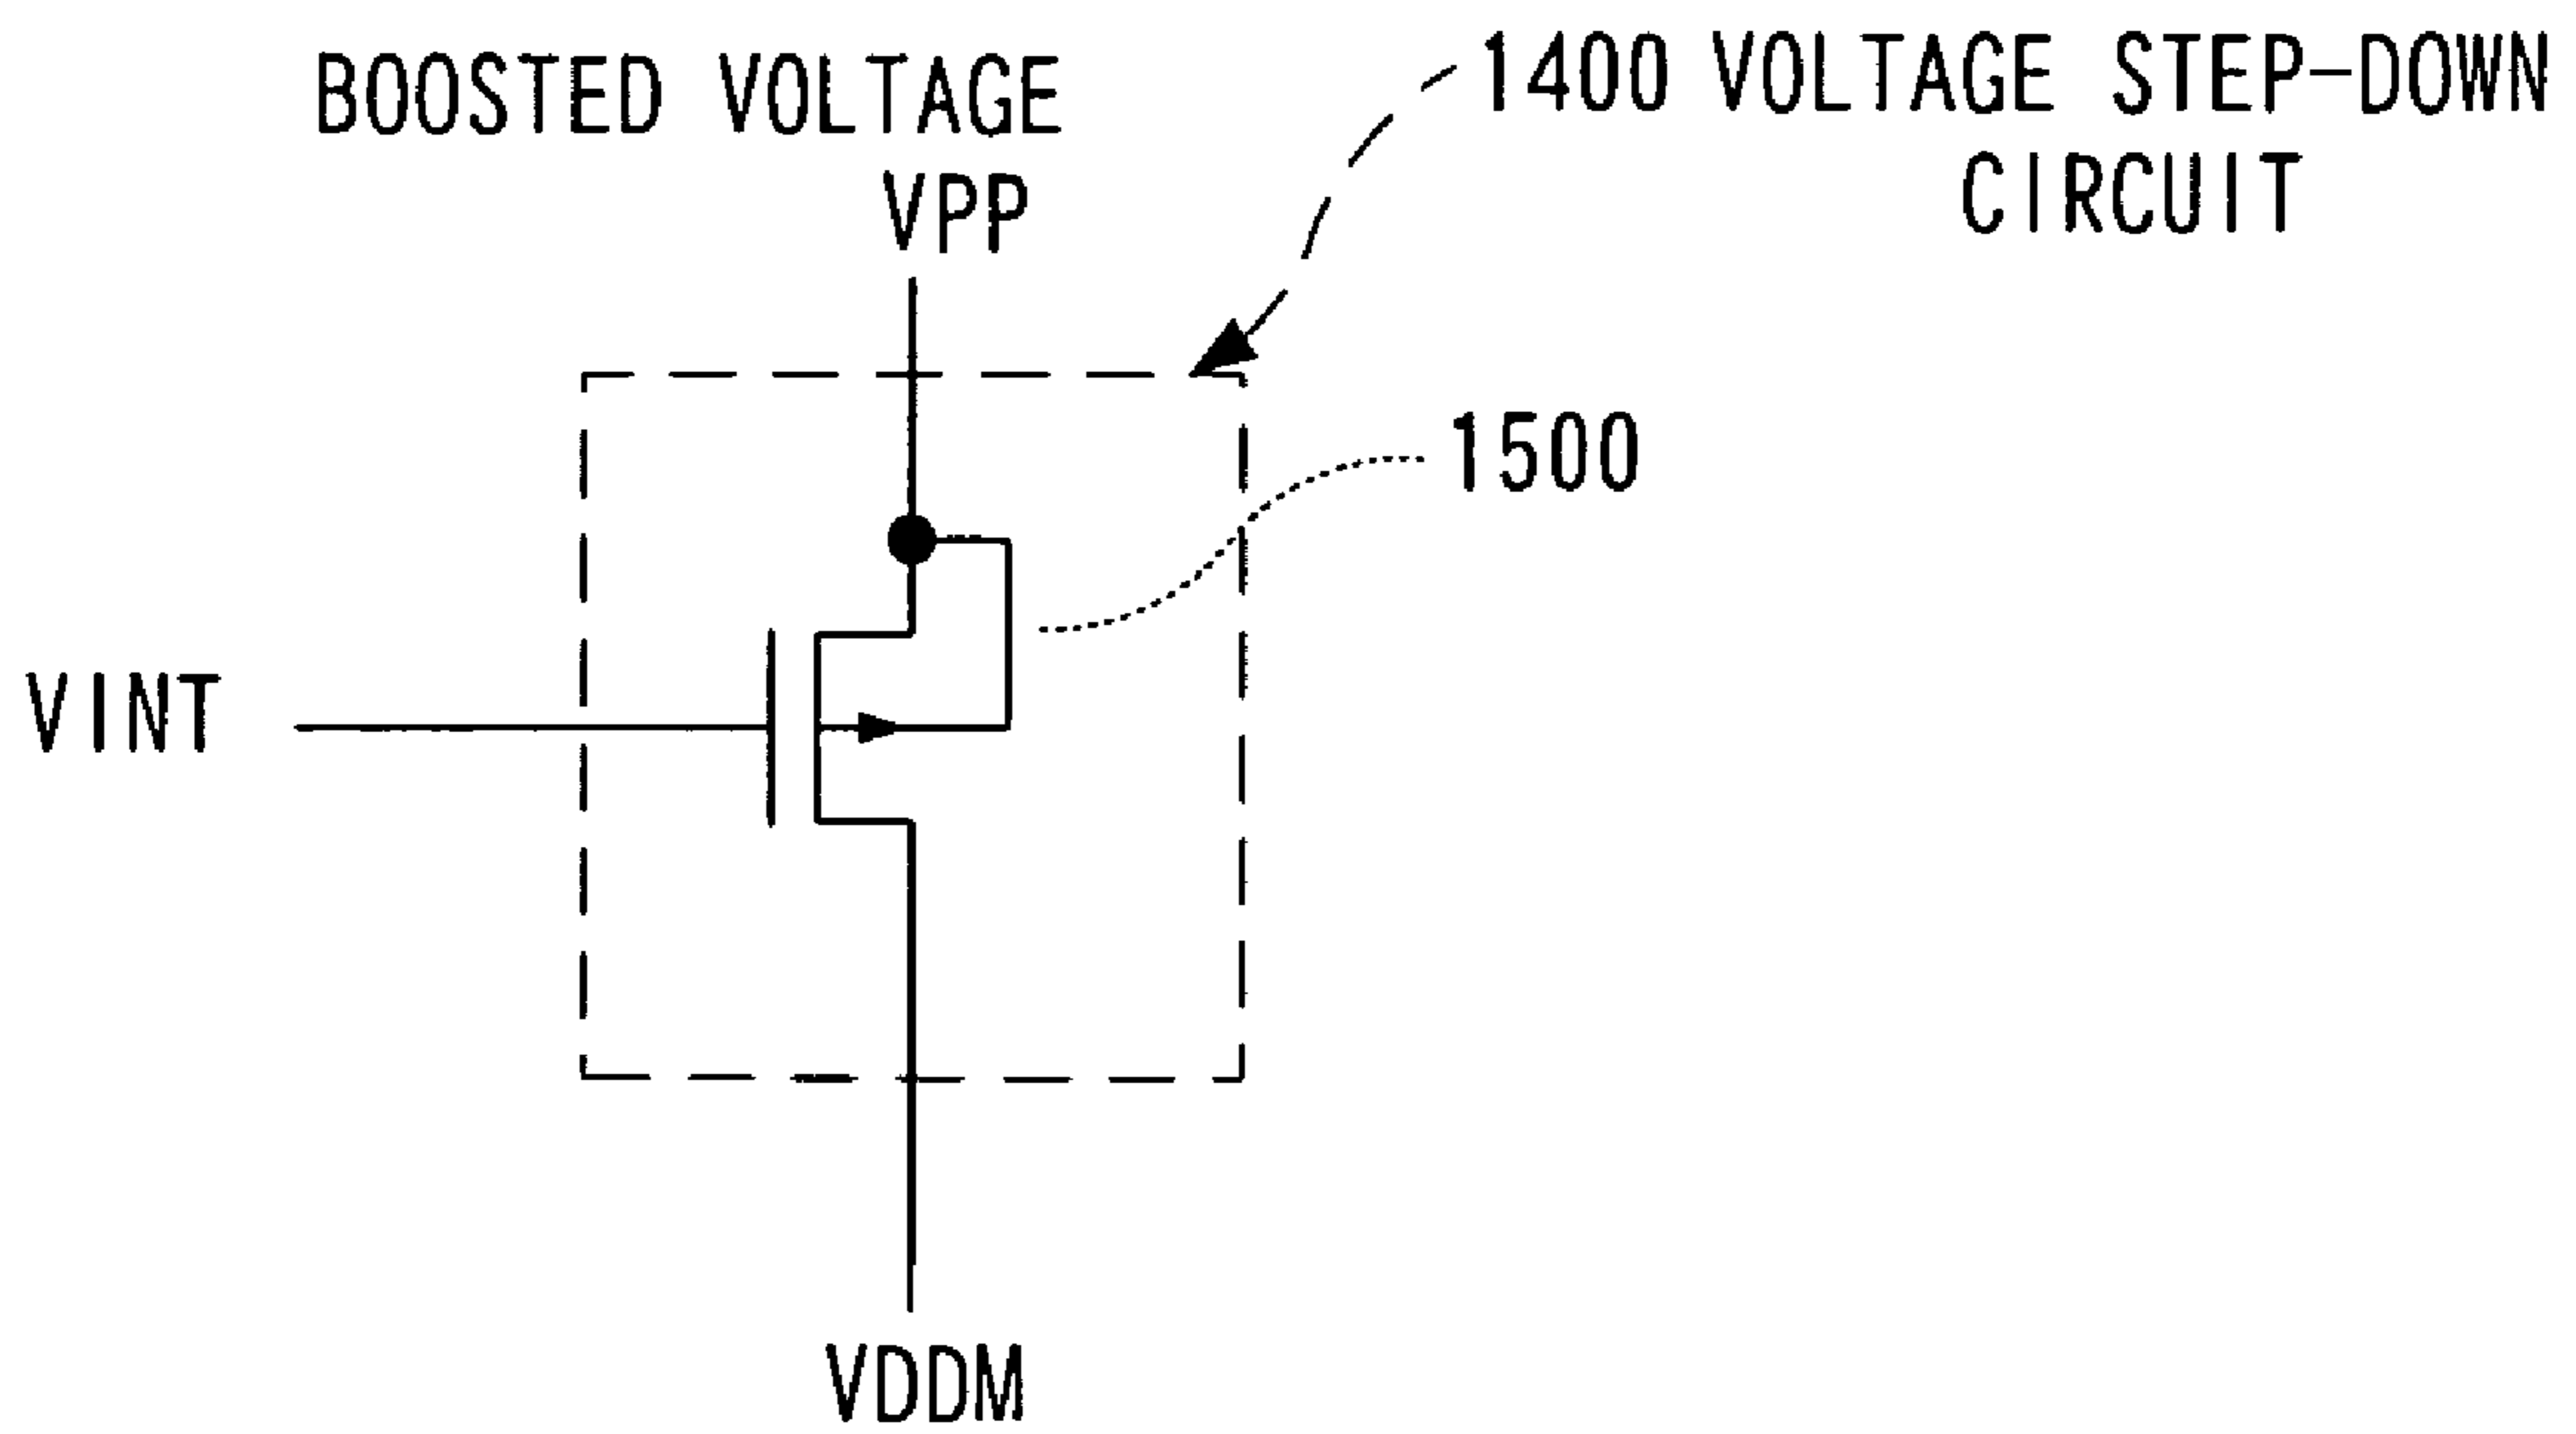 BOOSTED VOLTAGE
VPP
1400 VOLTAGE STEP-DOWN
CIRCUIT
1500
VINT
VDDM